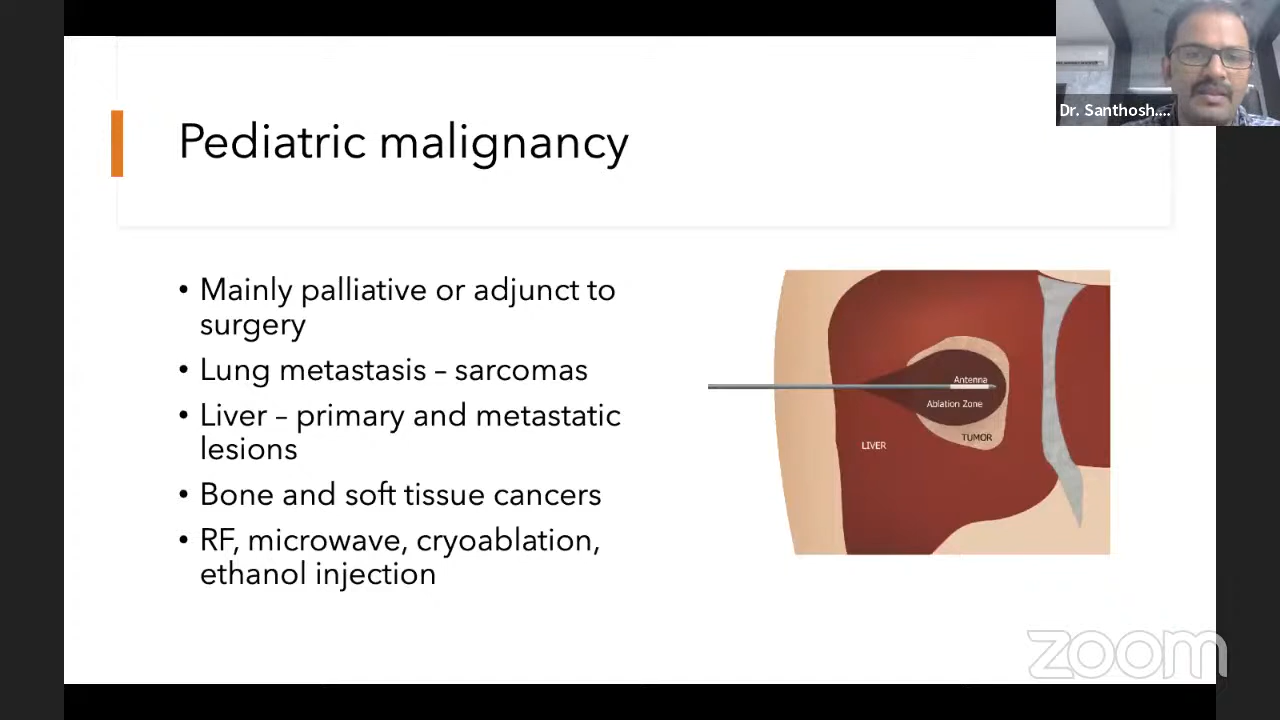 Dr. Santhosh....
Pediatric malignancy
• Mainly palliative or adjunct to
surgery
• Lung metastasis – sarcomas
• Liver – primary and metastatic
lesions
• Bone and soft tissue cancers
• RF, microwave, cryoablation,
ethanol injection
Antenna
Ablation Zone
TUMOR
LIVER
zoom